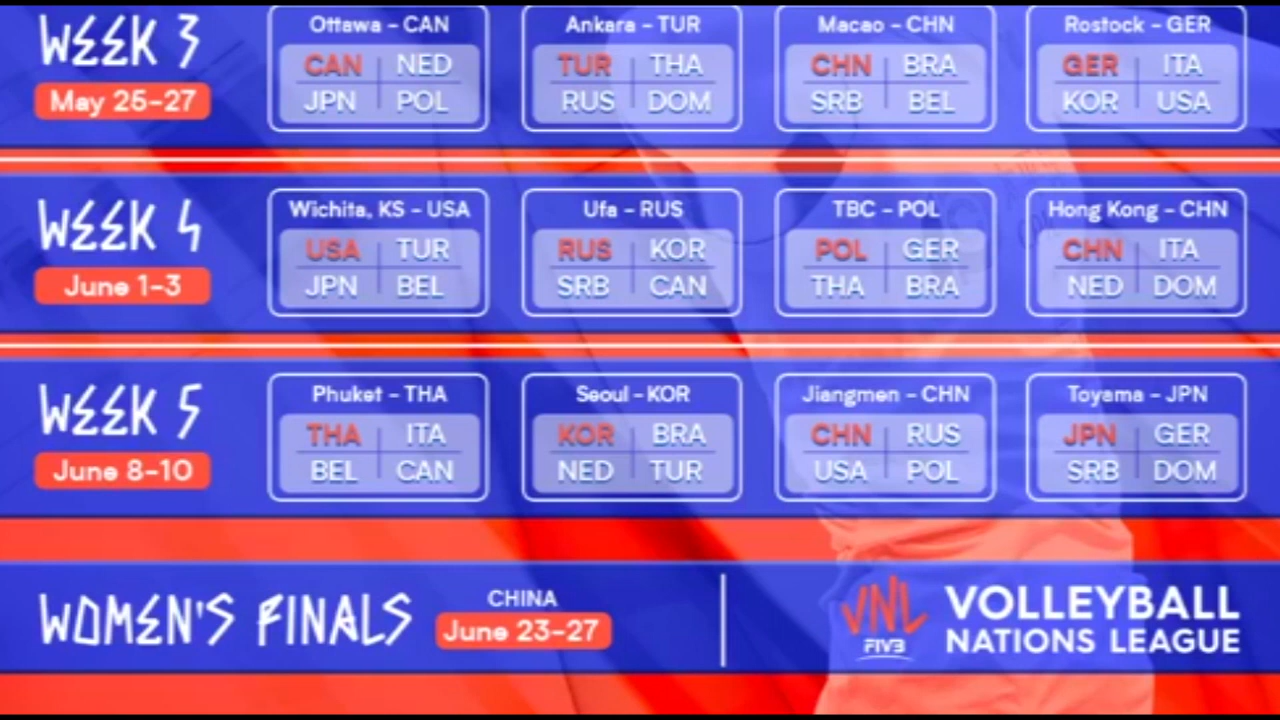 WEEK 3
May 25-27
Ottawa - CAN
CAN NED
JPN POL
Ankara - TUR
TUR THA
RUS DOM
Macao - CHN
CHN BRA
SRB BEL
Rostock - GER
GER ITA
KOR USA
WEEK 4
June 1-3
Wichita, KS - USA
USA TUR
JPN BEL
Ufa - RUS
RUS KOR
SRB CAN
TBC - POL
POL GER
THA BRA
Hong Kong - CHN
CHN ITA
NED DOM
WEEK 5
June 8-10
Phuket - THA
THA ITA
BEL CAN
Seoul - KOR
KOR BRA
NED TUR
Jiangmen - CHN
CHN RUS
USA POL
Toyama - JPN
JPN GER
SRB DOM
WOMEN'S FINALS
CHINA
June 23-27
VNL
FIVB
VOLLEYBALL
NATIONS LEAGUE